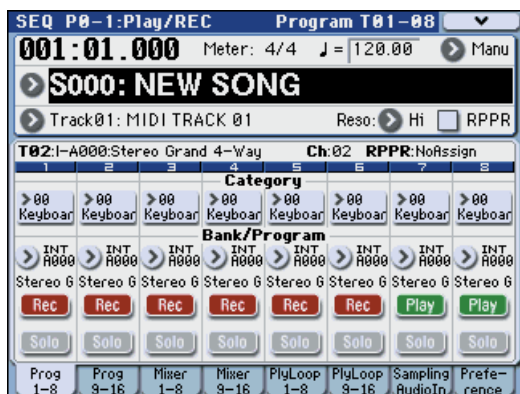 SEQ P0-1:Play/REC Program T01-08
001:01.000 Meter: 4/4 ♩= 120.00 Manu
S000: NEW SONG
Track01: MIDI TRACK 01 Reso: Hi RPPR
T02:I-A000:Stereo Grand 4-Way Ch:02 RPPR:NoAssign
1 2 3 4 5 6 7 8
Category
>00 >00 >00 >00 >00 >00 >00 >00
Keyboar Keyboar Keyboar Keyboar Keyboar Keyboar Keyboar Keyboar
Bank/Program
INT INT INT INT INT INT INT INT
A000 A000 A000 A000 A000 A000 A000 A000
Stereo G Stereo G Stereo G Stereo G Stereo G Stereo G Stereo G Stereo G
Rec Rec Rec Rec Rec Rec Play Play
Solo Solo Solo Solo Solo Solo Solo Solo
Prog Prog Mixer Mixer PlyLoop PlyLoop Sampling Prefe-
1-8 9-16 1-8 9-16 1-8 9-16 AudioIn rence